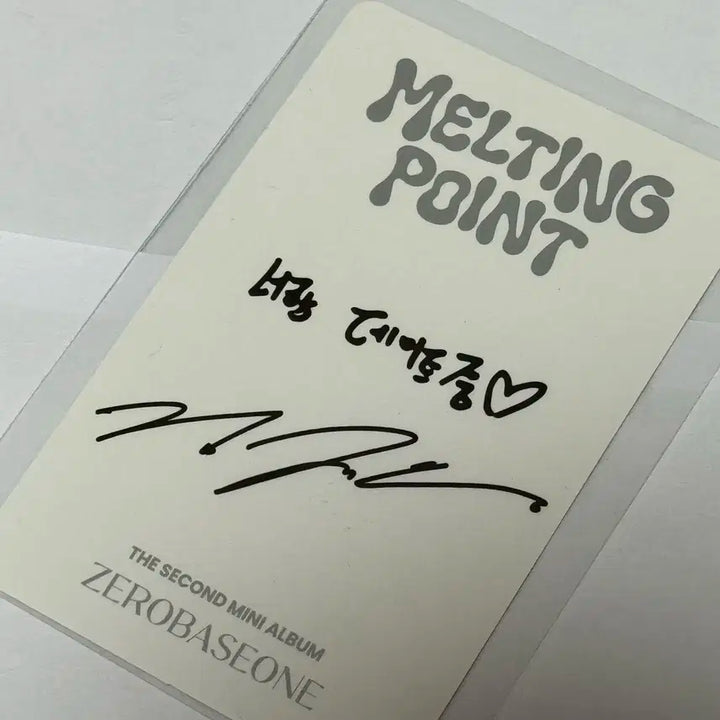 MELTING
POINT
너랑 데이트중♡
THE SECOND MINI ALBUM
ZEROBASEONE